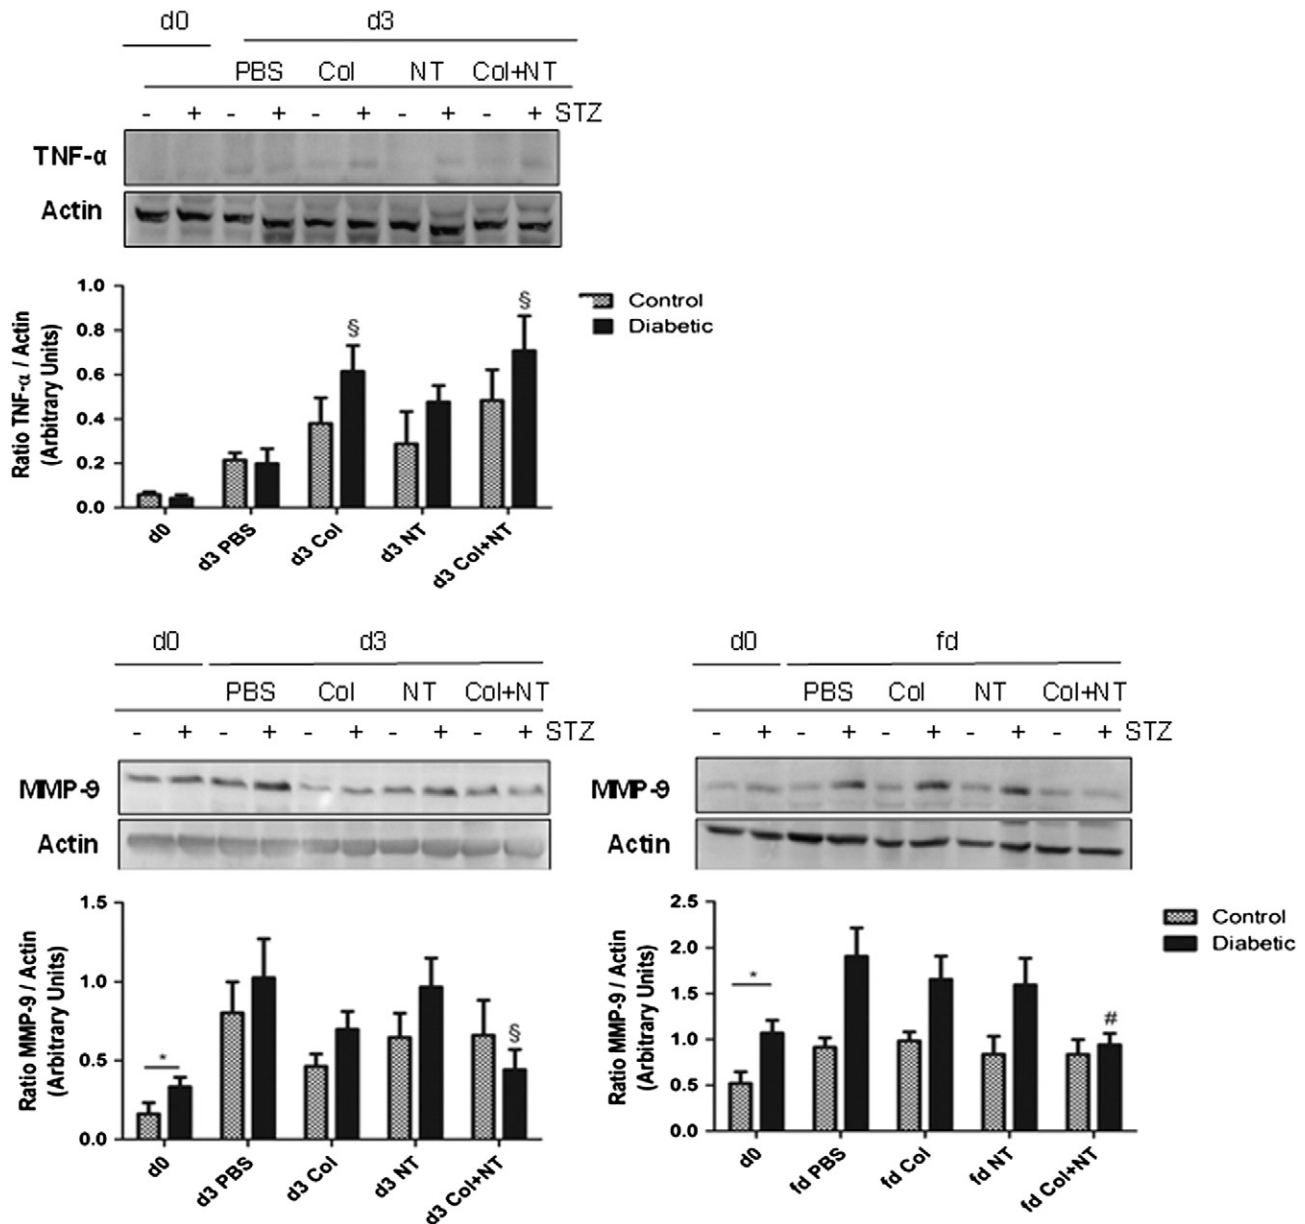 d0 d3
PBS Col NT Col+NT
- + - + - + - + - + STZ
TNF-α
Actin
1.0
0.8
0.6
0.4
0.2
0.0
Ratio TNF-α / Actin
(Arbitrary Units)
§ §
Control
Diabetic
d0 d3 PBS d3 Col d3 NT d3 Col+NT
d0 d3
PBS Col NT Col+NT
- + - + - + - + - + STZ
MMP-9
Actin
1.5
1.0
0.5
0.0
Ratio MMP-9 / Actin
(Arbitrary Units)
* §
d0 d3 PBS d3 Col d3 NT d3 Col+NT
d0 fd
PBS Col NT Col+NT
- + - + - + - + - + STZ
MMP-9
Actin
2.5
2.0
1.5
1.0
0.5
0.0
Ratio MMP-9 / Actin
(Arbitrary Units)
* #
Control
Diabetic
d0 fd PBS fd Col fd NT fd Col+NT